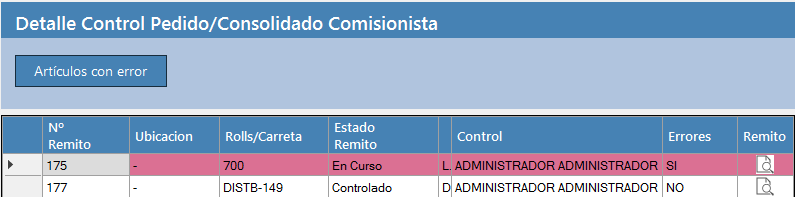 Detalle Control Pedido/Consolidado Comisionista
Artículos con error
Nº Remito Ubicacion Rolls/Carreta Estado Remito Control Errores Remito
175 - 700 En Curso L ADMINISTRADOR ADMINISTRADOR SI
177 - DISTB-149 Controlado D ADMINISTRADOR ADMINISTRADOR NO